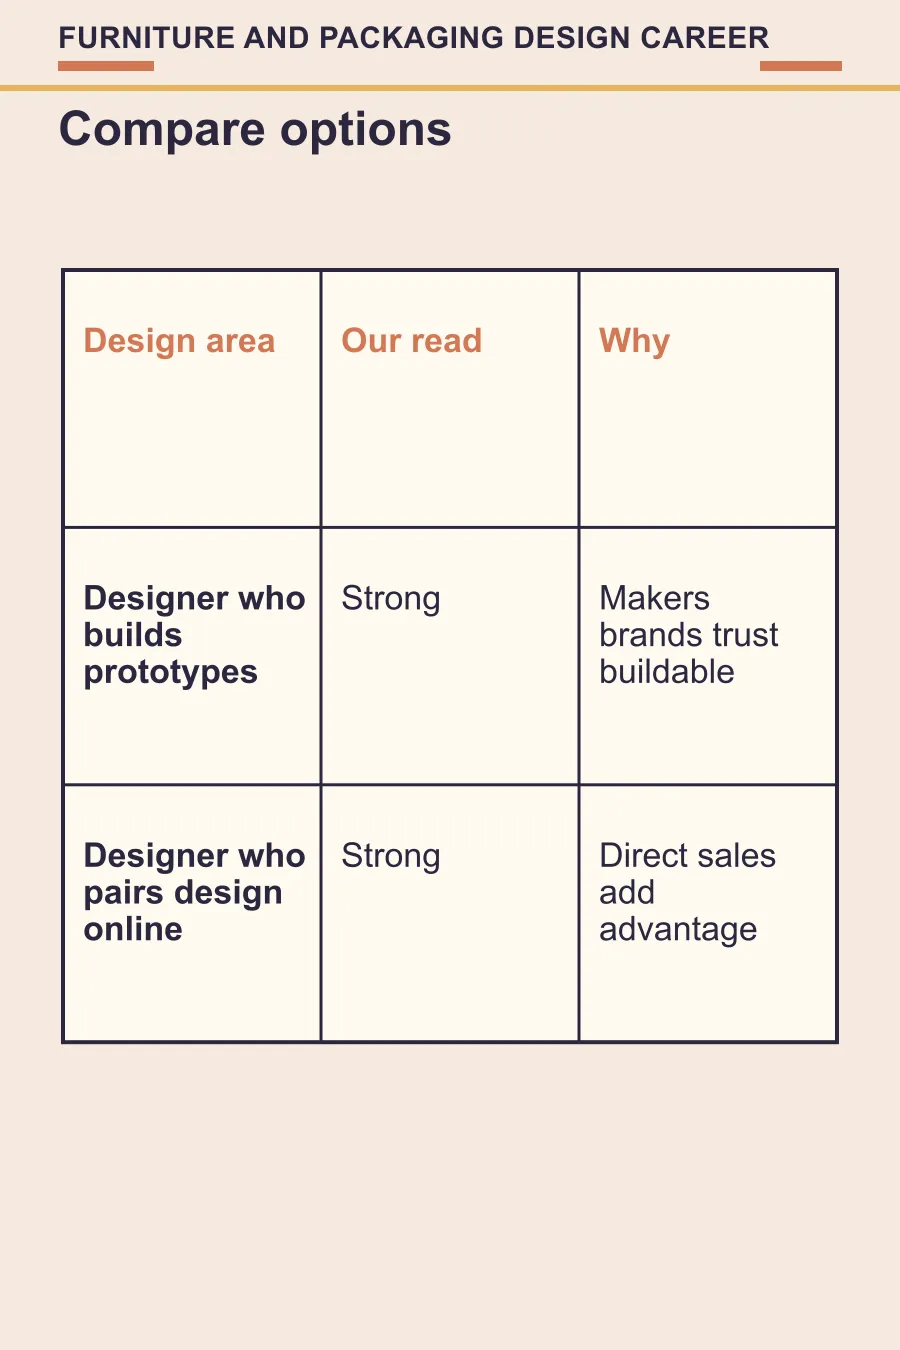 FURNITURE AND PACKAGING DESIGN CAREER
Compare options
Design area
Our read
Why
Designer who
builds
prototypes
Strong
Makers
brands trust
buildable
Designer who
pairs design
online
Strong
Direct sales
add
advantage